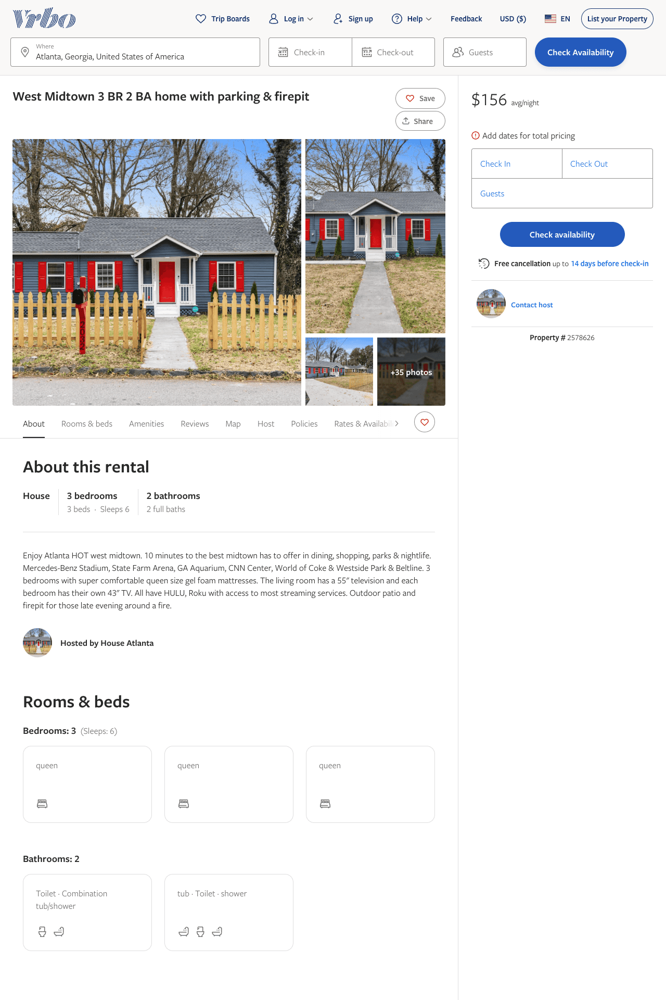 Vrbo
Trip Boards
Log in
Sign up
Help
Feedback
USD ($)
EN
List your Property
Where
Atlanta, Georgia, United States of America
Check-in
Check-out
Guests
Check Availability
West Midtown 3 BR 2 BA home with parking & firepit
Save
Share
2032
+35 photos
$156 avg/night
Add dates for total pricing
Check In
Check Out
Guests
Check availability
Free cancellation up to 14 days before check-in
Contact host
Property # 2578626
About
Rooms & beds
Amenities
Reviews
Map
Host
Policies
Rates & Availabili
About this rental
House
3 bedrooms
3 beds · Sleeps 6
2 bathrooms
2 full baths
Enjoy Atlanta HOT west midtown. 10 minutes to the best midtown has to offer in dining, shopping, parks & nightlife.
Mercedes-Benz Stadium, State Farm Arena, GA Aquarium, CNN Center, World of Coke & Westside Park & Beltline. 3
bedrooms with super comfortable queen size gel foam mattresses. The living room has a 55″ television and each
bedroom has their own 43″ TV. All have HULU, Roku with access to most streaming services. Outdoor patio and
firepit for those late evening around a fire.
Hosted by House Atlanta
Rooms & beds
Bedrooms: 3 (Sleeps: 6)
queen
queen
queen
Bathrooms: 2
Toilet · Combination
tub/shower
tub · Toilet · shower